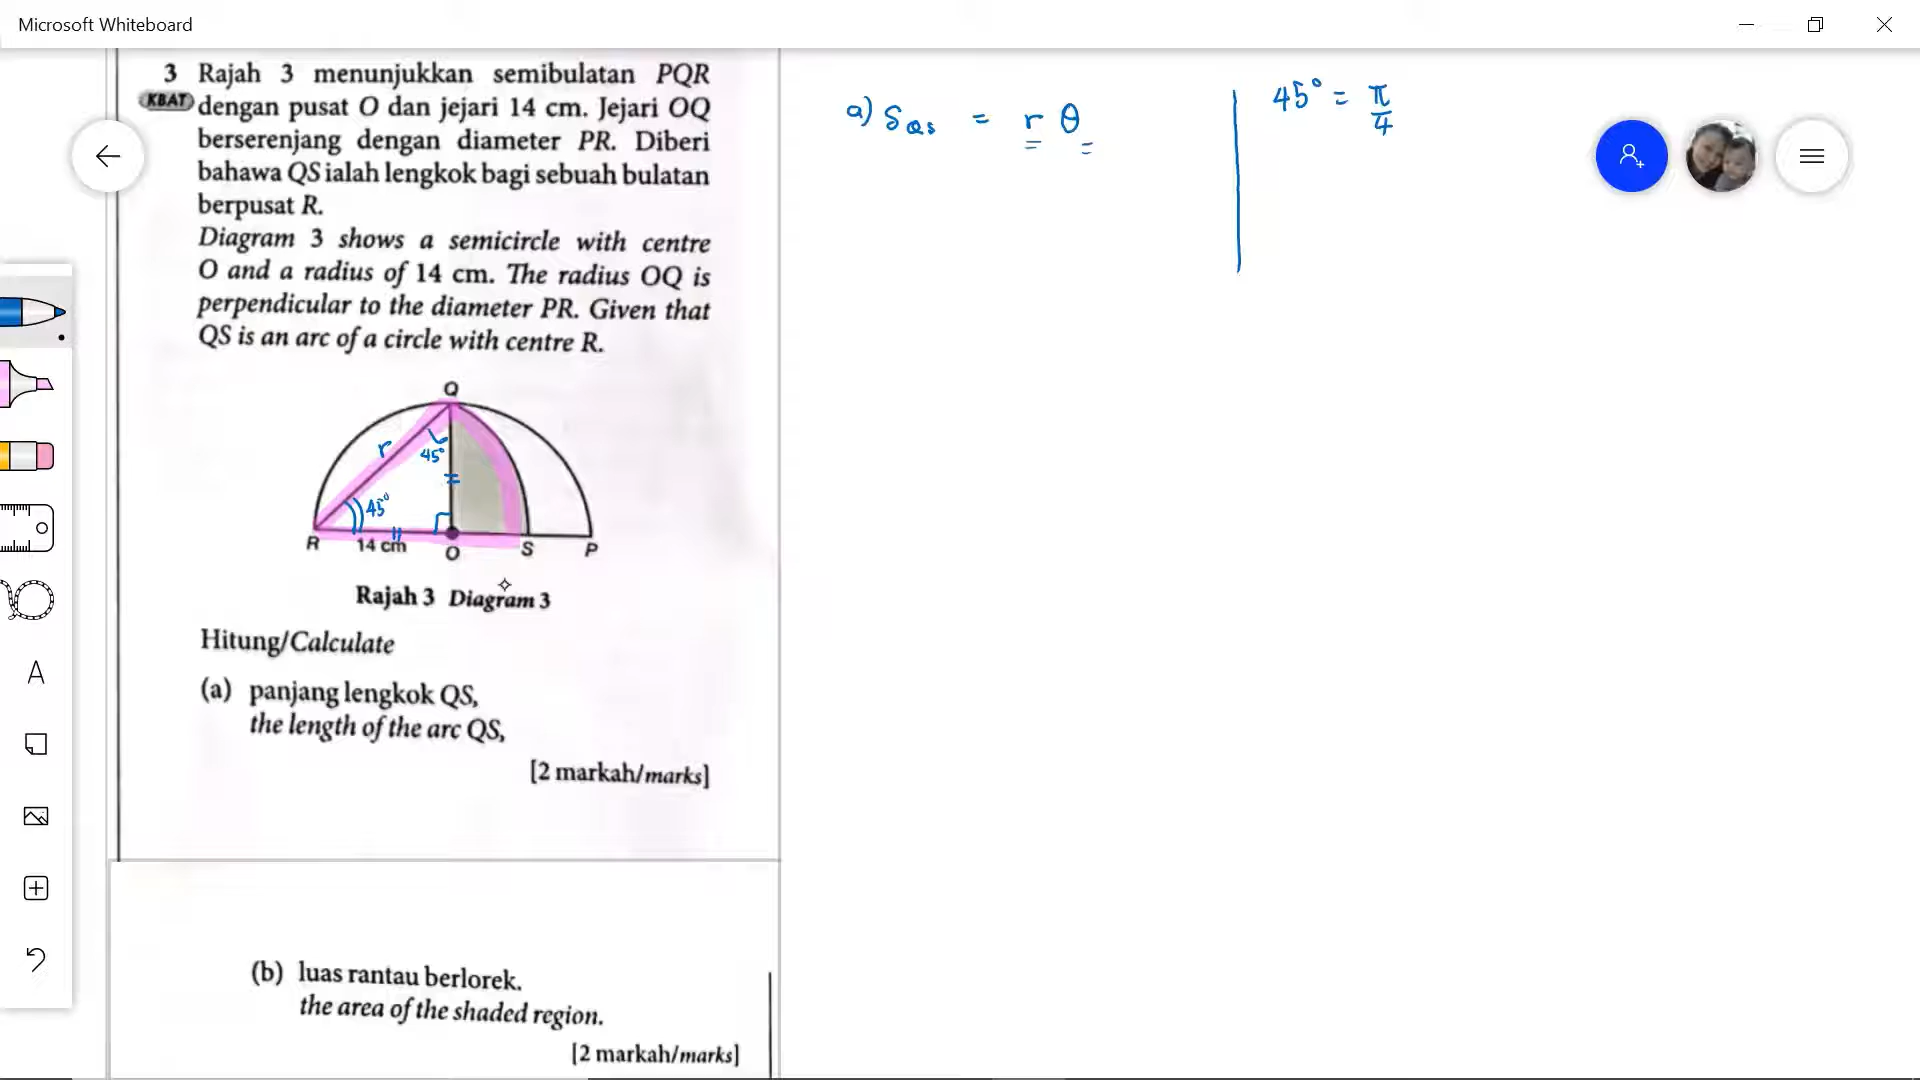 Microsoft Whiteboard
3 Rajah 3 menunjukkan semibulatan PQR
KBAT dengan pusat O dan jejari 14 cm. Jejari OQ
berserenjang dengan diameter PR. Diberi
bahawa QS ialah lengkok bagi sebuah bulatan
berpusat R.
Diagram 3 shows a semicircle with centre
O and a radius of 14 cm. The radius OQ is
perpendicular to the diameter PR. Given that
QS is an arc of a circle with centre R.
Q
r
45°
45°
R 14 cm O S P
Rajah 3 Diagram 3
Hitung/Calculate
(a) panjang lengkok QS,
the length of the arc QS,
[2 markah/marks]
(b) luas rantau berlorek.
the area of the shaded region.
[2 markah/marks]
a) S_QS = r θ
45° = π/4
A